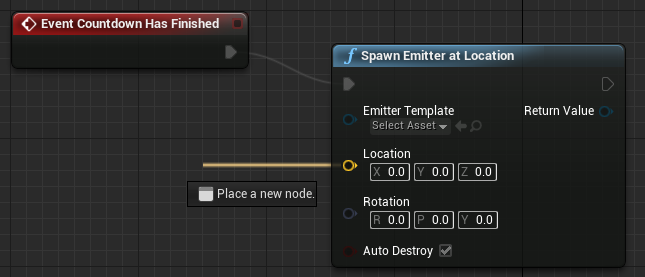 Event Countdown Has Finished
Spawn Emitter at Location
Emitter Template
Return Value
Select Asset
Location
X 0.0 Y 0.0 Z 0.0
Place a new node.
Rotation
R 0.0 P 0.0 Y 0.0
Auto Destroy